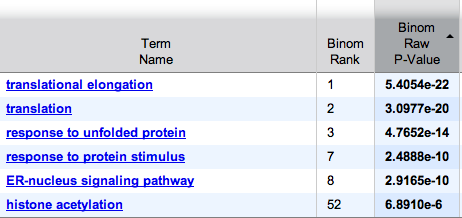 Term Name Binom Rank Binom Raw P-Value
translational elongation 1 5.4054e-22
translation 2 3.0977e-20
response to unfolded protein 3 4.7652e-14
response to protein stimulus 7 2.4888e-10
ER-nucleus signaling pathway 8 2.9165e-10
histone acetylation 52 6.8910e-6